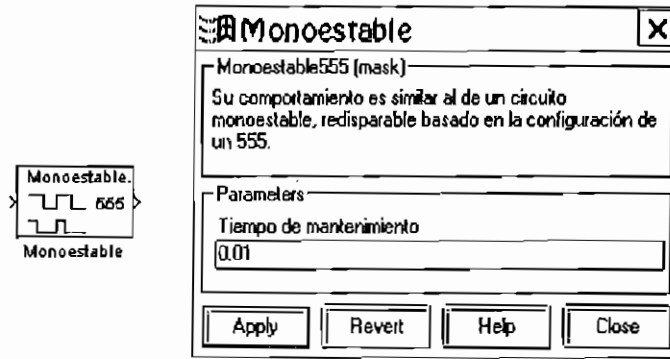 Monoestable
Monoestable555 (mask)
Su comportamiento es similar al de un circuito
monoestable, redisparable basado en la configuración de
un 555.
Monoestable.
555
Monoestable
Parameters
Tiempo de mantenimiento
0.01
Apply
Revert
Help
Close